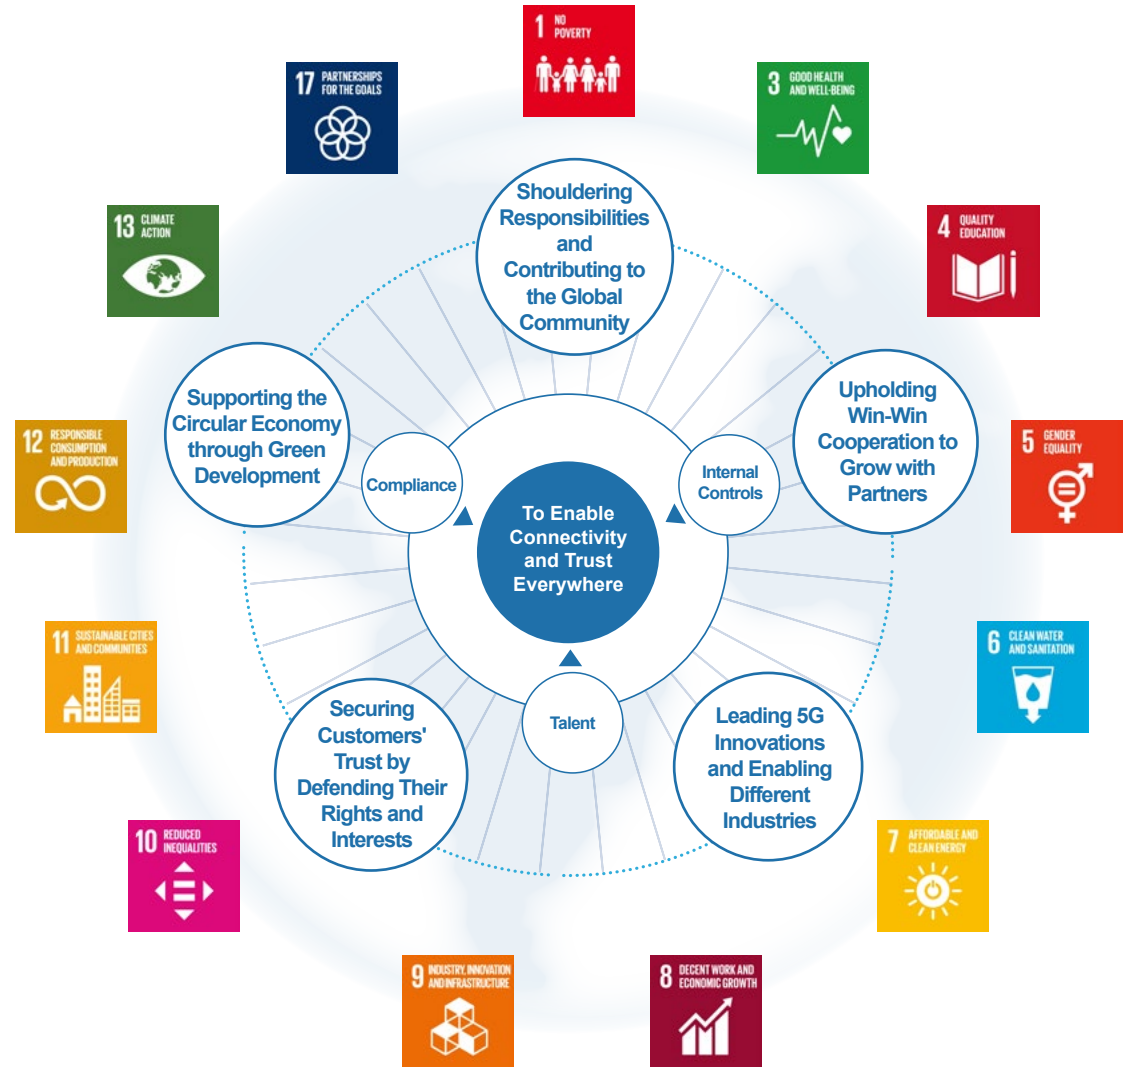 1 NO
POVERTY
17 PARTNERSHIPS
FOR THE GOALS
3 GOOD HEALTH
AND WELL-BEING
13 CLIMATE
ACTION
4 QUALITY
EDUCATION
12 RESPONSIBLE
CONSUMPTION
AND PRODUCTION
5 GENDER
EQUALITY
11 SUSTAINABLE CITIES
AND COMMUNITIES
6 CLEAN WATER
AND SANITATION
10 REDUCED
INEQUALITIES
7 AFFORDABLE AND
CLEAN ENERGY
9 INDUSTRY, INNOVATION
AND INFRASTRUCTURE
8 DECENT WORK AND
ECONOMIC GROWTH
Shouldering
Responsibilities
and
Contributing to
the Global
Community
Supporting the
Circular Economy
through Green
Development
Upholding
Win-Win
Cooperation to
Grow with
Partners
Compliance
Internal
Controls
To Enable
Connectivity
and Trust
Everywhere
Talent
Securing
Customers'
Trust by
Defending Their
Rights and
Interests
Leading 5G
Innovations
and Enabling
Different
Industries